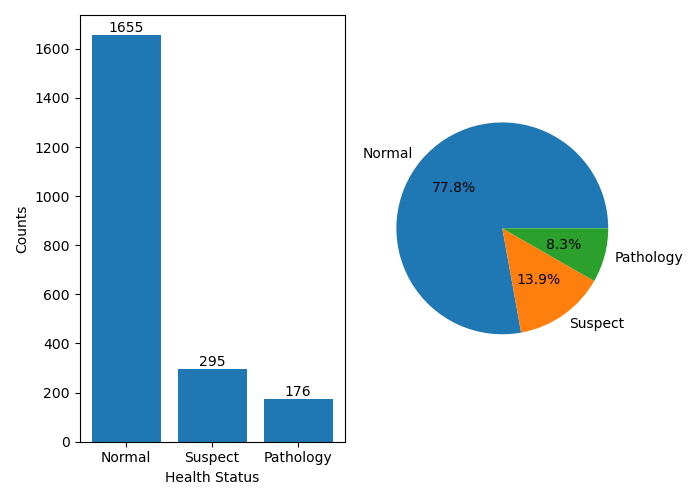 1655
1600
1400
1200
1000
800
600
400
200
0
Counts
295
176
Normal Suspect Pathology
Health Status
Normal
77.8%
8.3%
Pathology
13.9%
Suspect